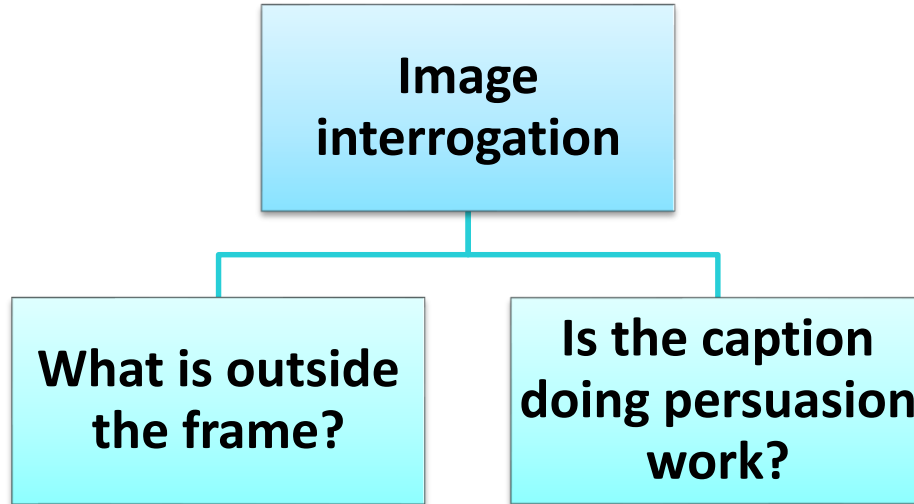 Image
interrogation
What is outside
the frame?
Is the caption
doing persuasion
work?